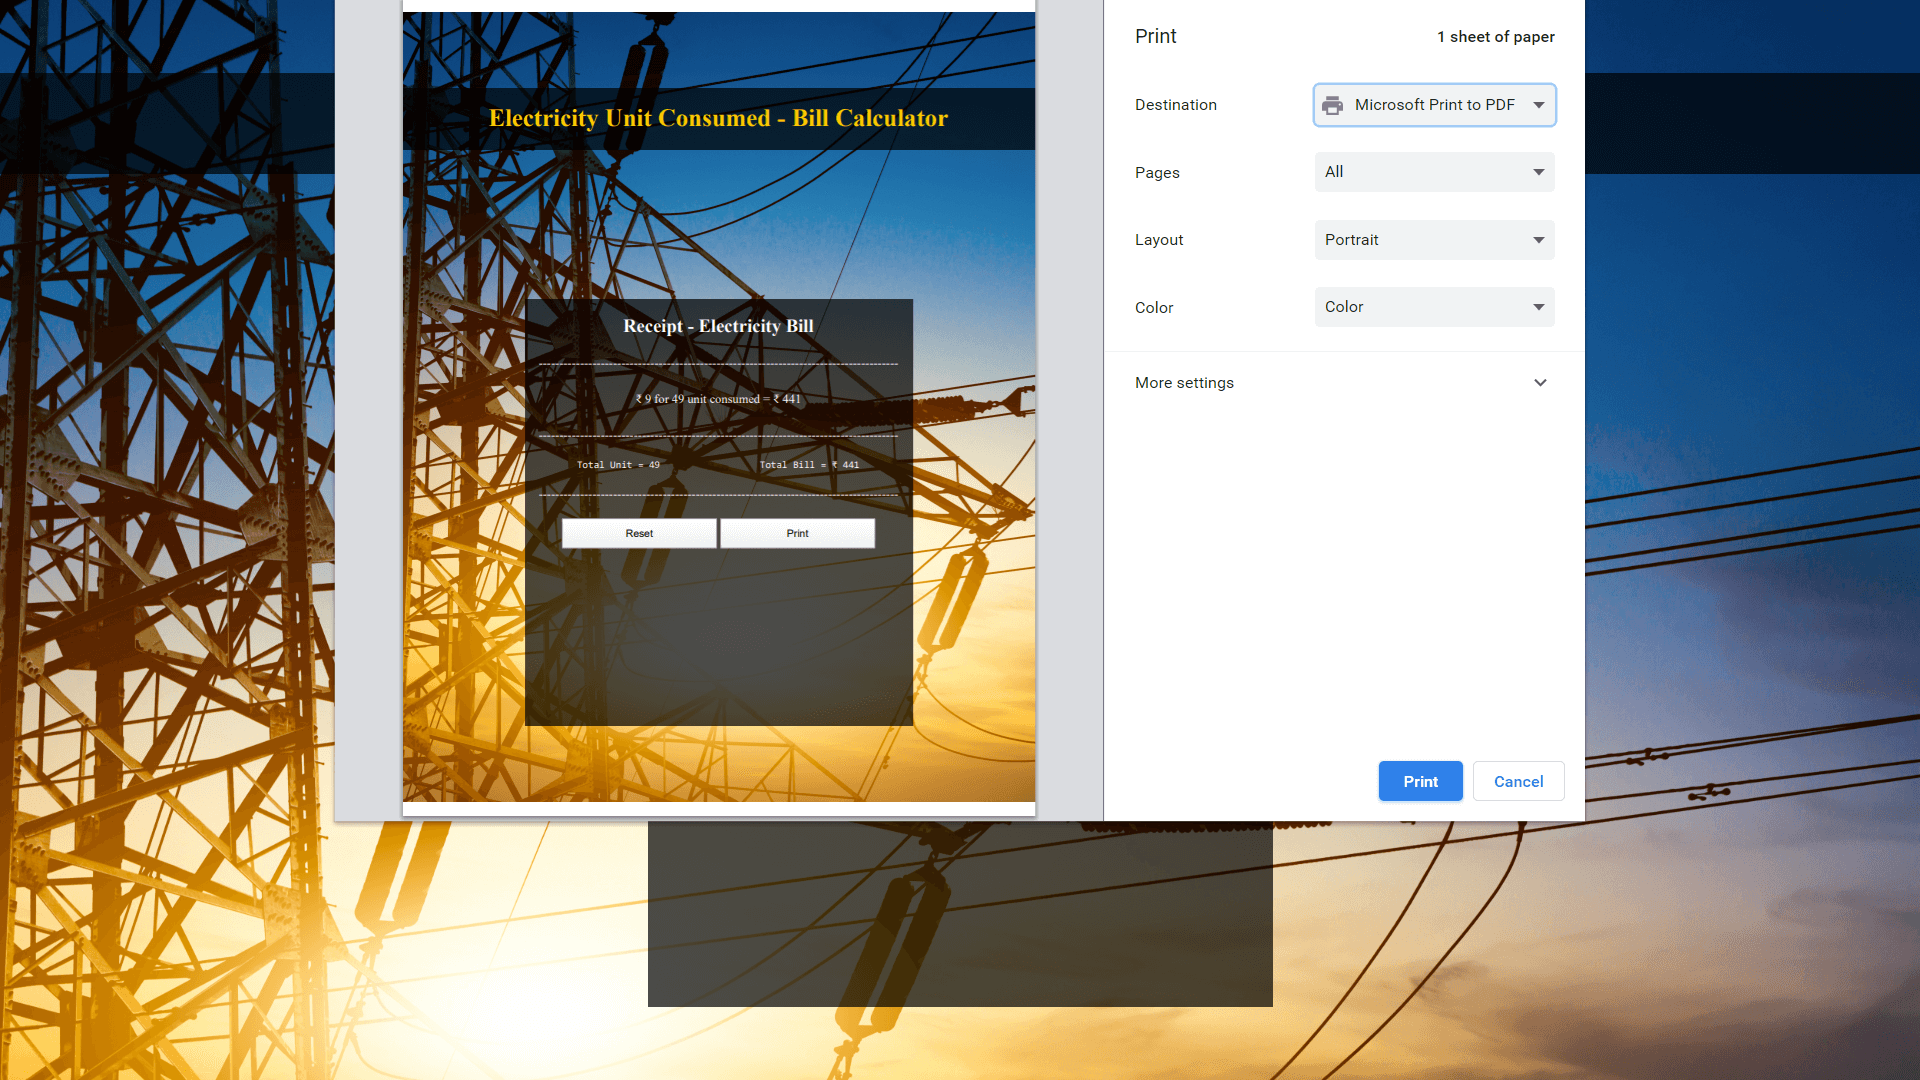 Electricity Unit Consumed - Bill Calculator
Receipt - Electricity Bill
₹ 9 for 49 unit consumed = ₹ 441
Total Unit = 49 Total Bill = ₹ 441
Reset Print
Print 1 sheet of paper
Destination Microsoft Print to PDF
Pages All
Layout Portrait
Color Color
More settings
Print Cancel